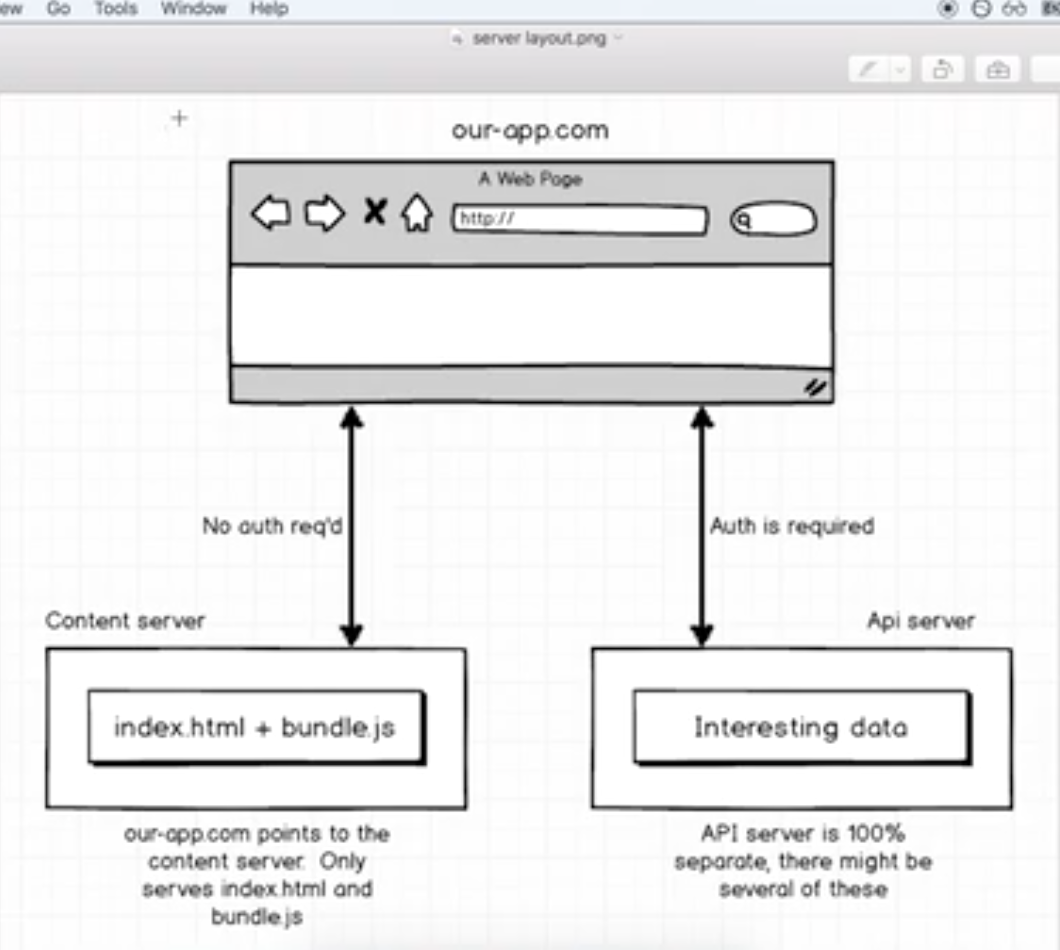 Go Tools Window Help
server layout.png
our-app.com
A Web Page
http://
No auth req'd
Auth is required
Content server
Api server
index.html + bundle.js
Interesting data
our-app.com points to the
content server. Only
serves index.html and
bundle.js
API server is 100%
separate, there might be
several of these